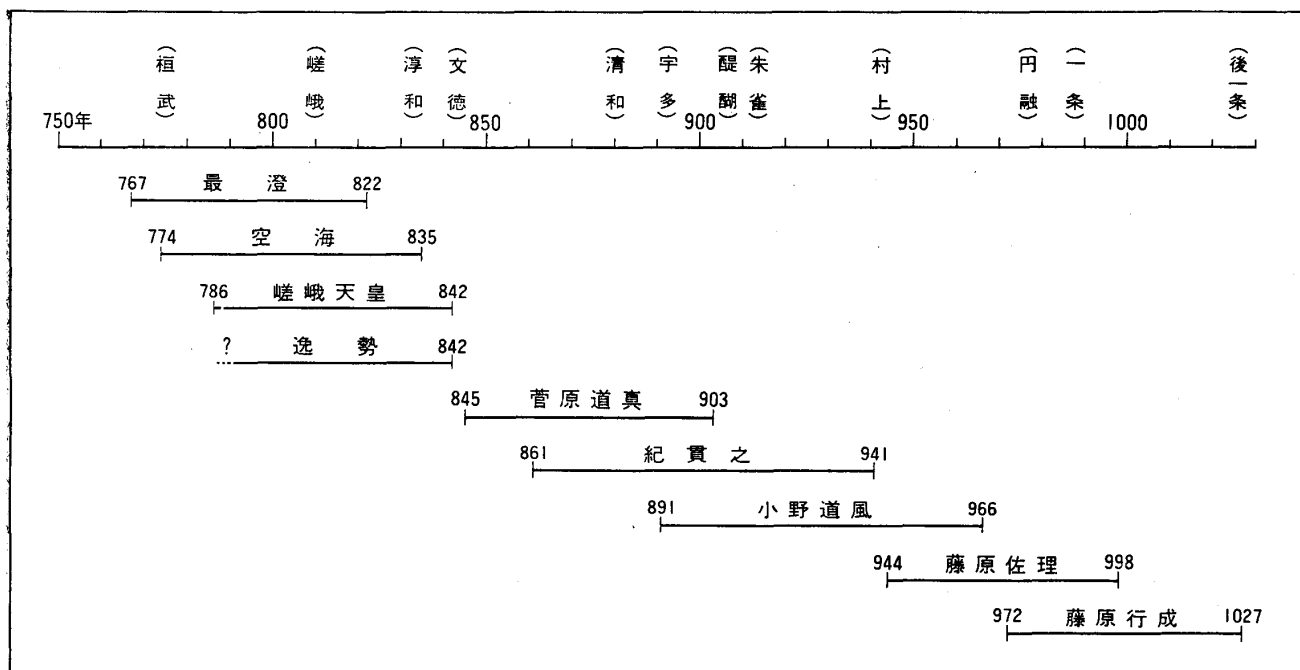 (桓武) (嵯峨) (淳和) (文徳) (清和) (宇多) (醍醐) (朱雀) (村上) (円融) (一条) (後一条)
750年 800 850 900 950 1000
767 最澄 822
774 空海 835
786 嵯峨天皇 842
? 逸勢 842
845 菅原道真 903
861 紀貫之 941
891 小野道風 966
944 藤原佐理 998
972 藤原行成 1027